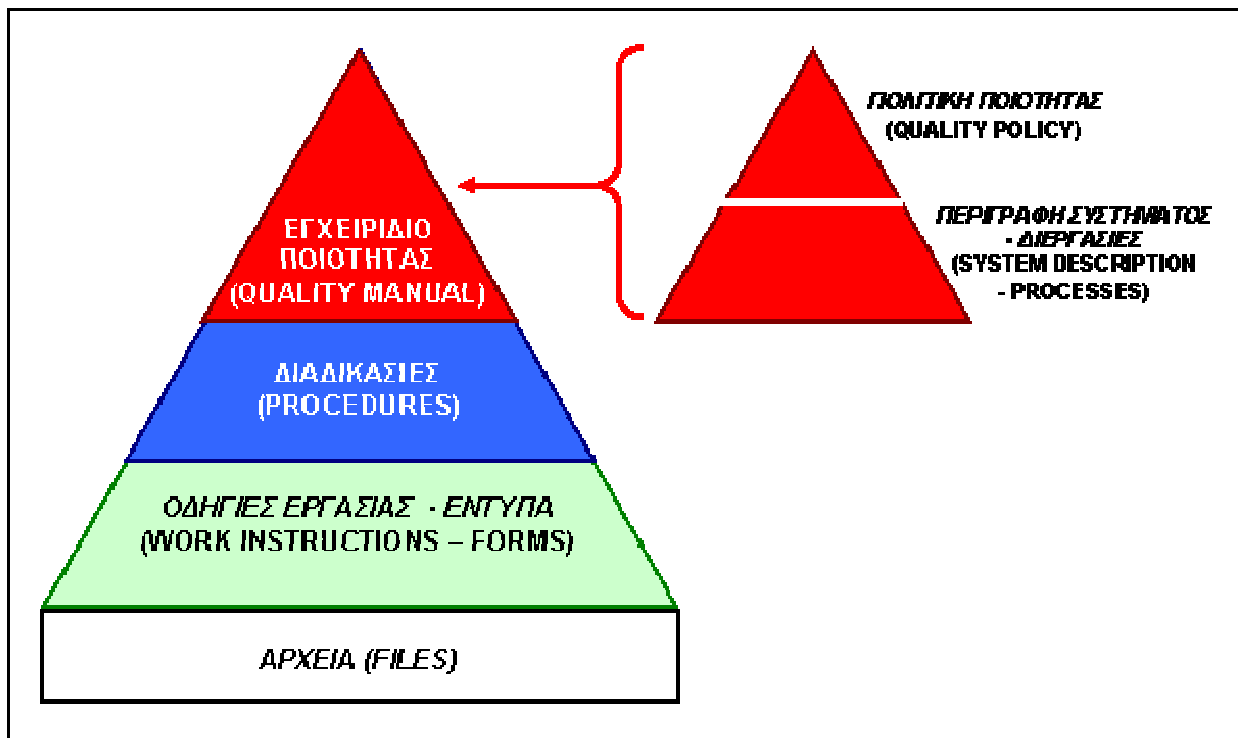 ΕΓΧΕΙΡΙΔΙΟ
ΠΟΙΟΤΗΤΑΣ
(QUALITY MANUAL)
ΔΙΑΔΙΚΑΣΙΕΣ
(PROCEDURES)
ΟΔΗΓΙΕΣ ΕΡΓΑΣΙΑΣ - ΕΝΤΥΠΑ
(WORK INSTRUCTIONS – FORMS)
ΑΡΧΕΙΑ (FILES)
ΠΟΛΙΤΙΚΗ ΠΟΙΟΤΗΤΑΣ
(QUALITY POLICY)
ΠΕΡΙΓΡΑΦΗ ΣΥΣΤΗΜΑΤΟΣ
- ΔΙΕΡΓΑΣΙΕΣ
(SYSTEM DESCRIPTION
- PROCESSES)